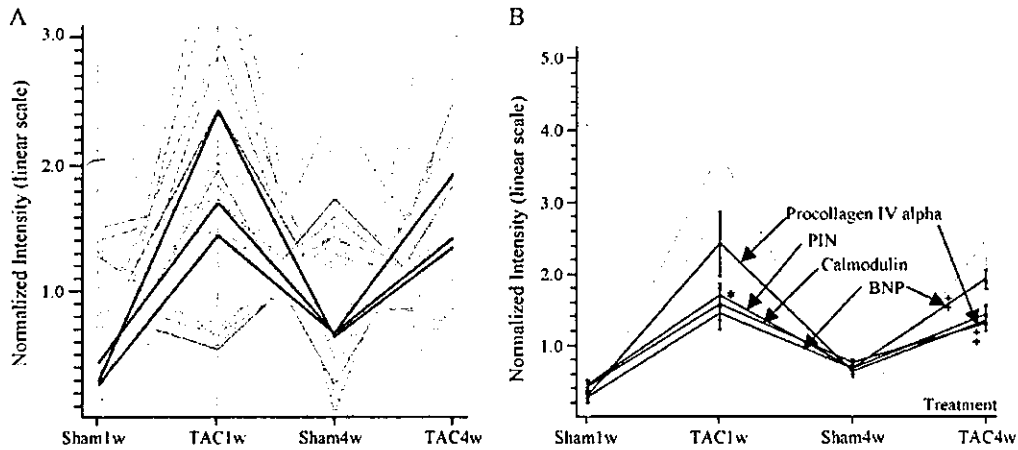 A
B
Normalized Intensity (linear scale)
3.0
2.0
1.0
Sham1w TAC1w Sham4w TAC4w
Normalized Intensity (linear scale)
5.0
4.0
3.0
2.0
1.0
Procollagen IV alpha
PIN
Calmodulin
BNP
*
‡
‡
Treatment
Sham1w TAC1w Sham4w TAC4w